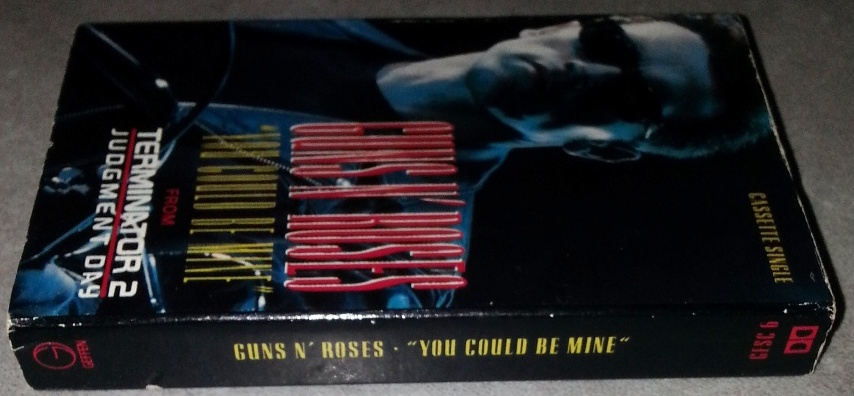 CASSETTE SINGLE
GUNS N' ROSES
"YOU COULD BE MINE"
FROM
TERMINATOR 2
JUDGMENT DAY
GEFFEN
GUNS N' ROSES · "YOU COULD BE MINE"